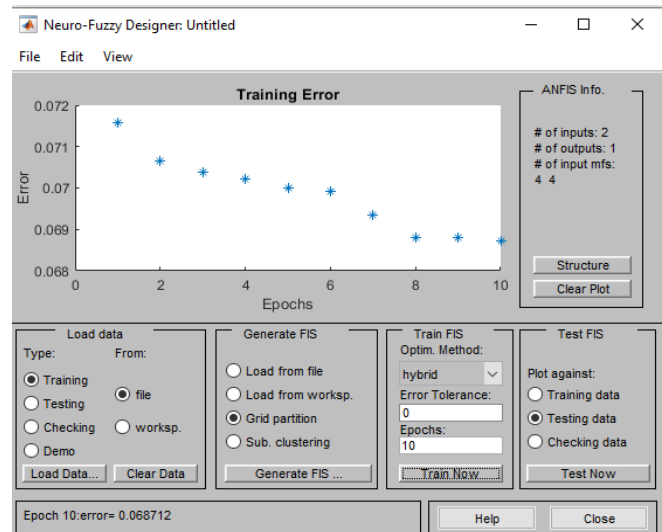 Neuro-Fuzzy Designer: Untitled
File Edit View
Training Error
0.072
0.071
0.07
0.069
0.068
Error
0 2 4 6 8 10
Epochs
ANFIS Info.
# of inputs: 2
# of outputs: 1
# of input mfs:
4 4
Structure
Clear Plot
Load data
Type: From:
Training
Testing
Checking
Demo
file
worksp.
Load Data... Clear Data
Generate FIS
Load from file
Load from worksp.
Grid partition
Sub. clustering
Generate FIS ...
Train FIS
Optim. Method:
hybrid
Error Tolerance:
0
Epochs:
10
Train Now
Test FIS
Plot against:
Training data
Testing data
Checking data
Test Now
Epoch 10:error= 0.068712
Help Close